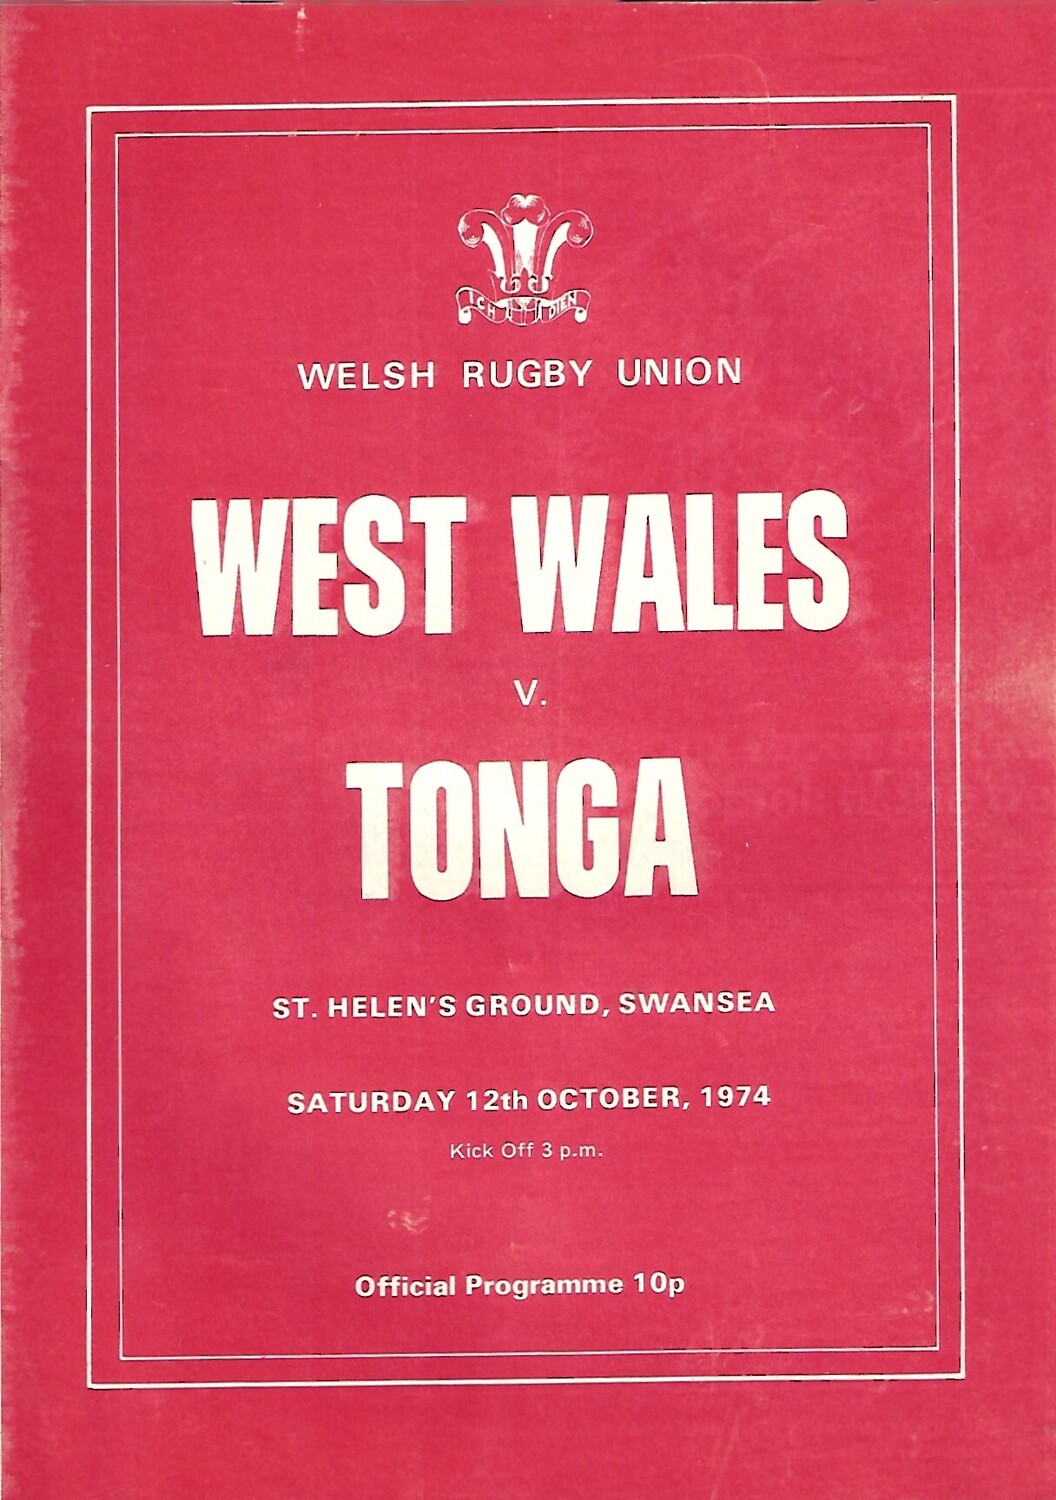 ICH DIEN
WELSH RUGBY UNION
WEST WALES
V.
TONGA
ST. HELEN'S GROUND, SWANSEA
SATURDAY 12th OCTOBER, 1974
Kick Off 3 p.m.
Official Programme 10p